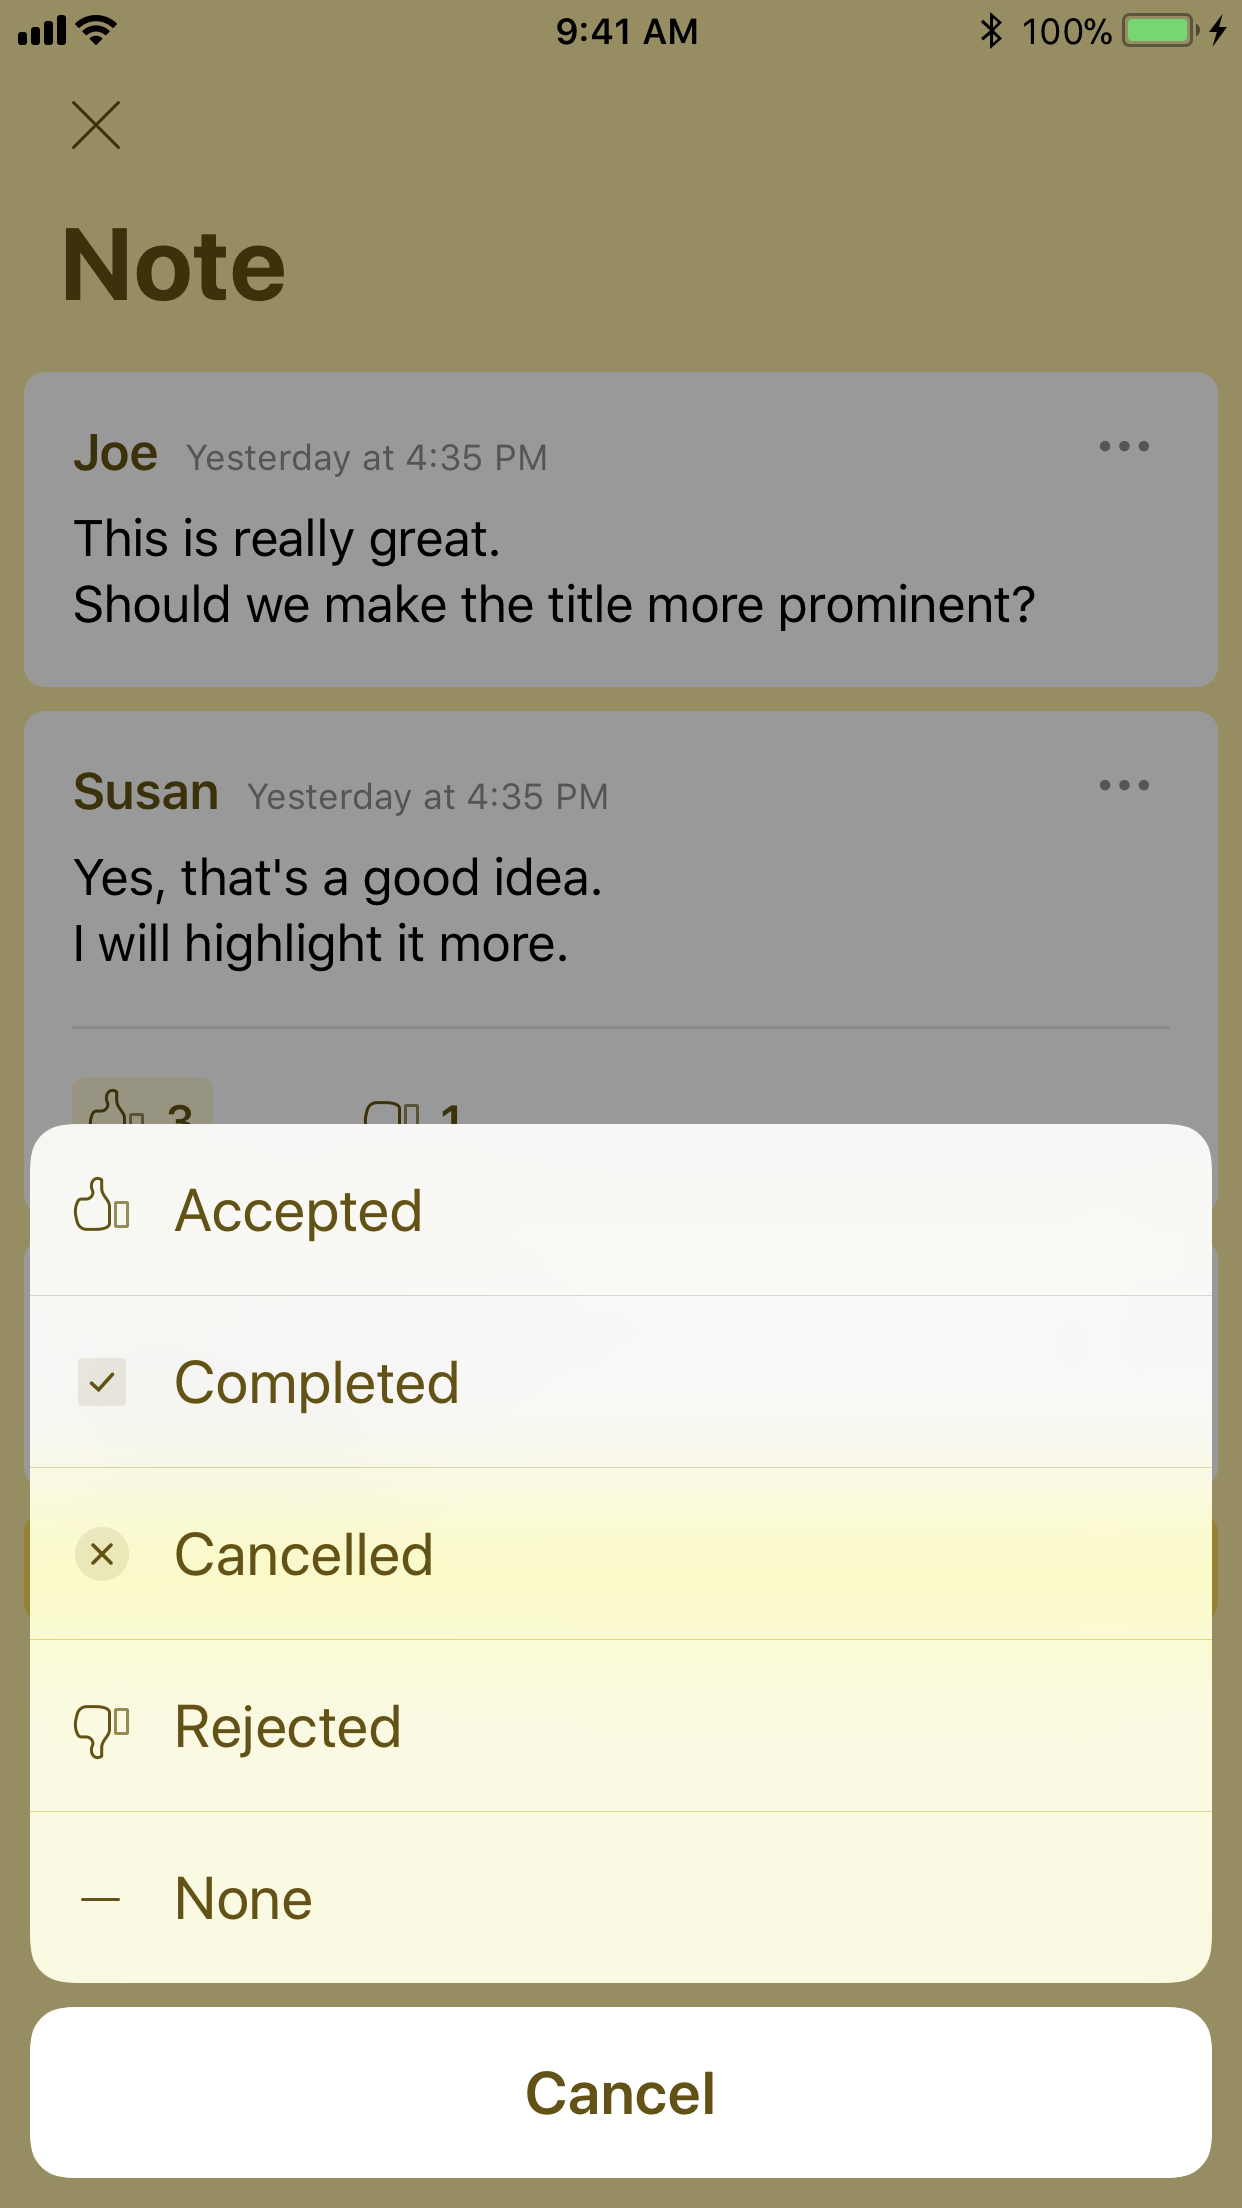 9:41 AM
100%
Note
Joe Yesterday at 4:35 PM
This is really great.
Should we make the title more prominent?
Susan Yesterday at 4:35 PM
Yes, that's a good idea.
I will highlight it more.
3 1
Accepted
Completed
Cancelled
Rejected
None
Cancel